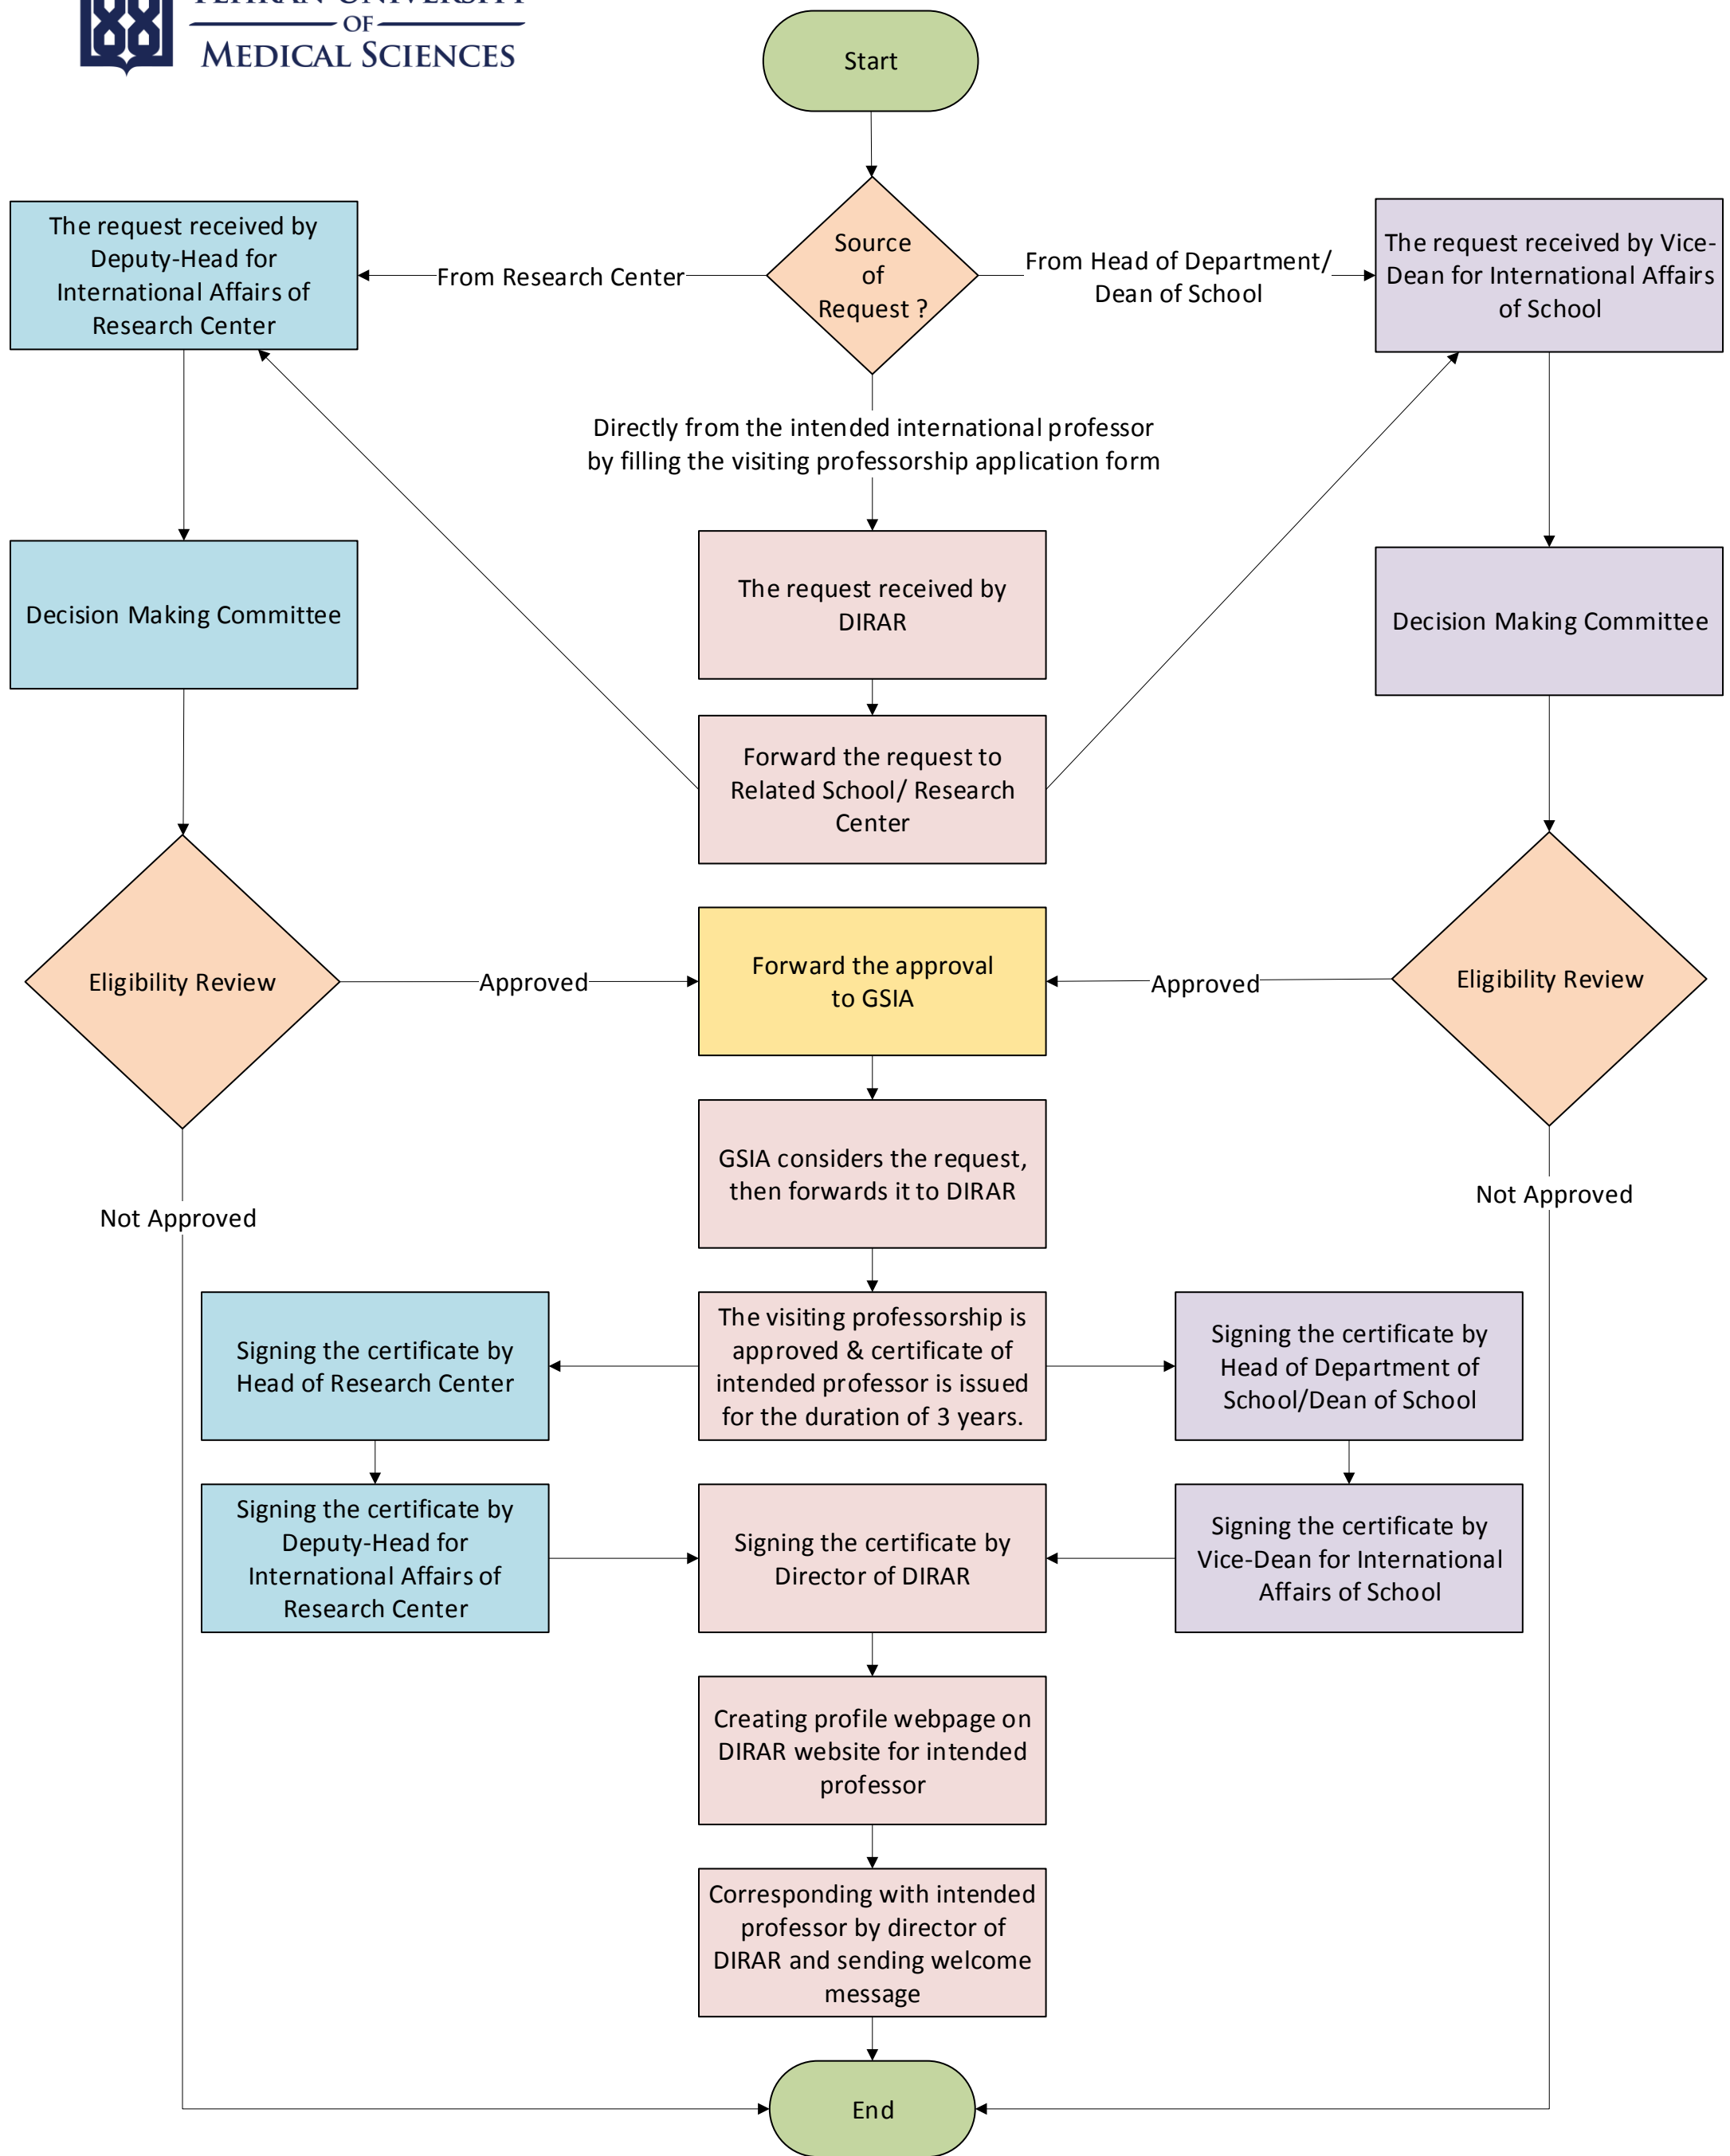 TEHRAN UNIVERSITY
OF
MEDICAL SCIENCES
Start
Source
of
Request ?
From Research Center
From Head of Department/
Dean of School
The request received by
Deputy-Head for
International Affairs of
Research Center
The request received by Vice-
Dean for International Affairs
of School
Directly from the intended international professor
by filling the visiting professorship application form
The request received by
DIRAR
Decision Making Committee
Decision Making Committee
Forward the request to
Related School/ Research
Center
Eligibility Review
Approved
Forward the approval
to GSIA
Approved
Eligibility Review
GSIA considers the request,
then forwards it to DIRAR
Not Approved
Not Approved
Signing the certificate by
Head of Research Center
The visiting professorship is
approved & certificate of
intended professor is issued
for the duration of 3 years.
Signing the certificate by
Head of Department of
School/Dean of School
Signing the certificate by
Deputy-Head for
International Affairs of
Research Center
Signing the certificate by
Director of DIRAR
Signing the certificate by
Vice-Dean for International
Affairs of School
Creating profile webpage on
DIRAR website for intended
professor
Corresponding with intended
professor by director of
DIRAR and sending welcome
message
End